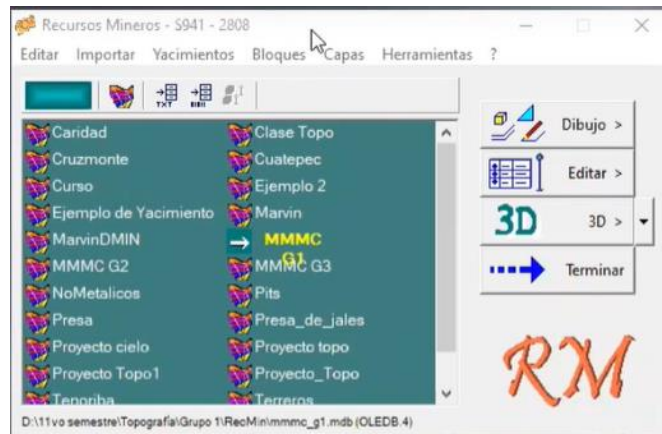 Recursos Mineros - S941 - 2808
Editar Importar Yacimientos Bloques Capas Herramientas ?
TXT
Caridad Clase Topo
Cruzmonte Cuatepec
Curso Ejemplo 2
Ejemplo de Yacimiento Marvin
MarvinDMIN MMMC G1
MMMC G2 MMMC G3
NoMetalicos Pits
Presa Presa_de_jales
Proyecto cielo Proyecto topo
Proyecto Topo1 Proyecto_Topo
Tenoriba Terreros
Dibujo >
Editar >
3D 3D >
Terminar
RM
D:\11vo semestre\Topografía\Grupo 1\RecMin\mmmc_g1.mdb (OLEDB.4)